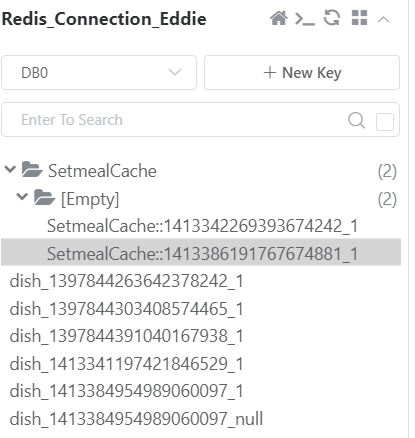 Redis_Connection_Eddie
DB0
+ New Key
Enter To Search
SetmealCache (2)
[Empty] (2)
SetmealCache::1413342269393674242_1
SetmealCache::1413386191767674881_1
dish_1397844263642378242_1
dish_1397844303408574465_1
dish_1397844391040167938_1
dish_1413341197421846529_1
dish_1413384954989060097_1
dish_1413384954989060097_null